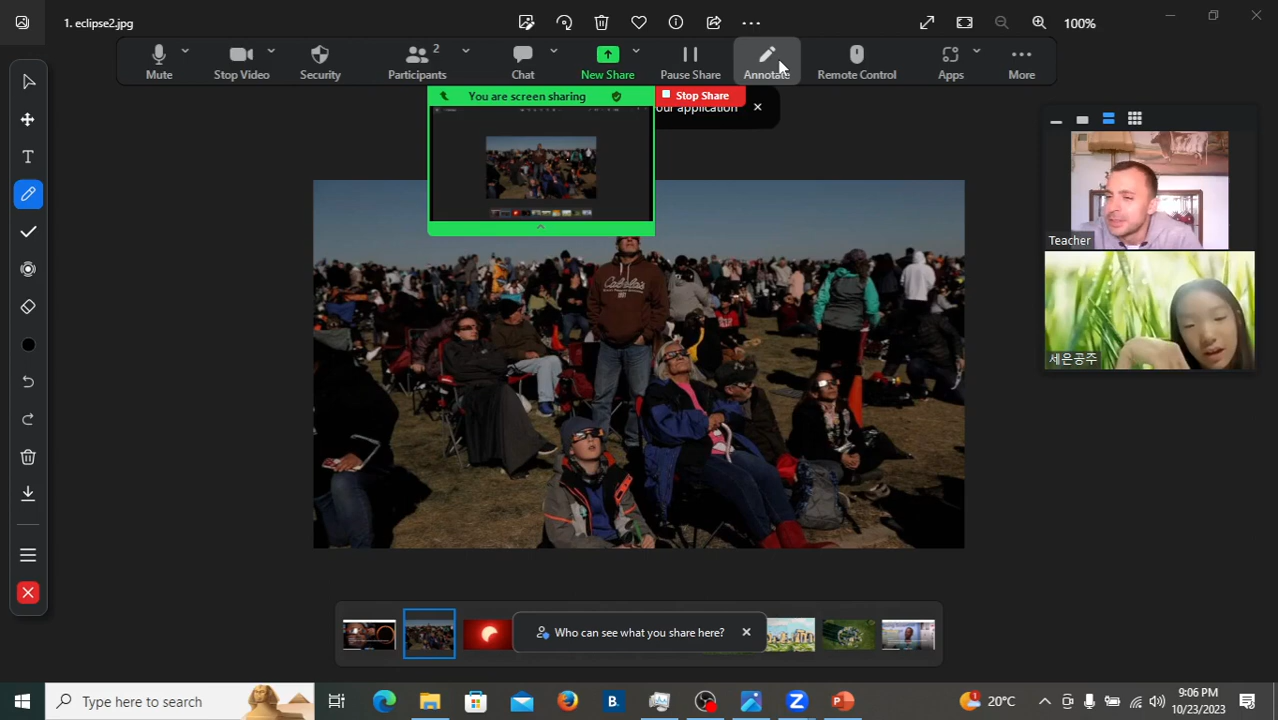 1. eclipse2.jpg
100%
Mute
Stop Video
Security
2
Participants
Chat
New Share
Pause Share
Annotate
Remote Control
Apps
More
You are screen sharing
Stop Share
our application
Teacher
세은공주
Cabela's
Who can see what you share here?
Type here to search
B.
P
1
20°C
9:06 PM
10/23/2023